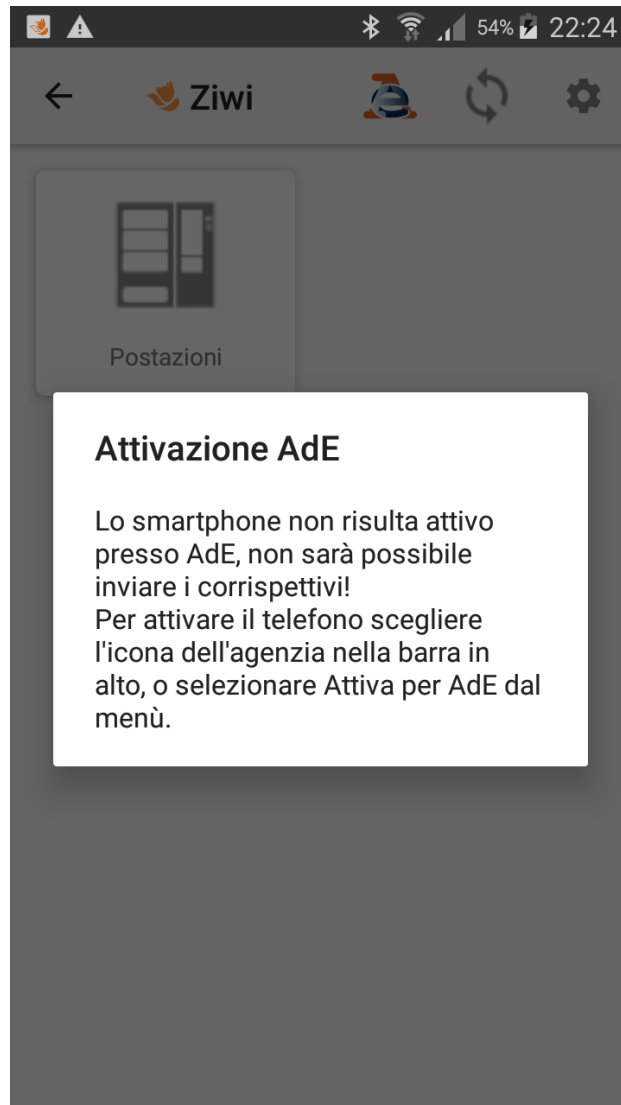 54% 22:24
Ziwi
Postazioni
Attivazione AdE
Lo smartphone non risulta attivo
presso AdE, non sarà possibile
inviare i corrispettivi!
Per attivare il telefono scegliere
l'icona dell'agenzia nella barra in
alto, o selezionare Attiva per AdE dal
menù.